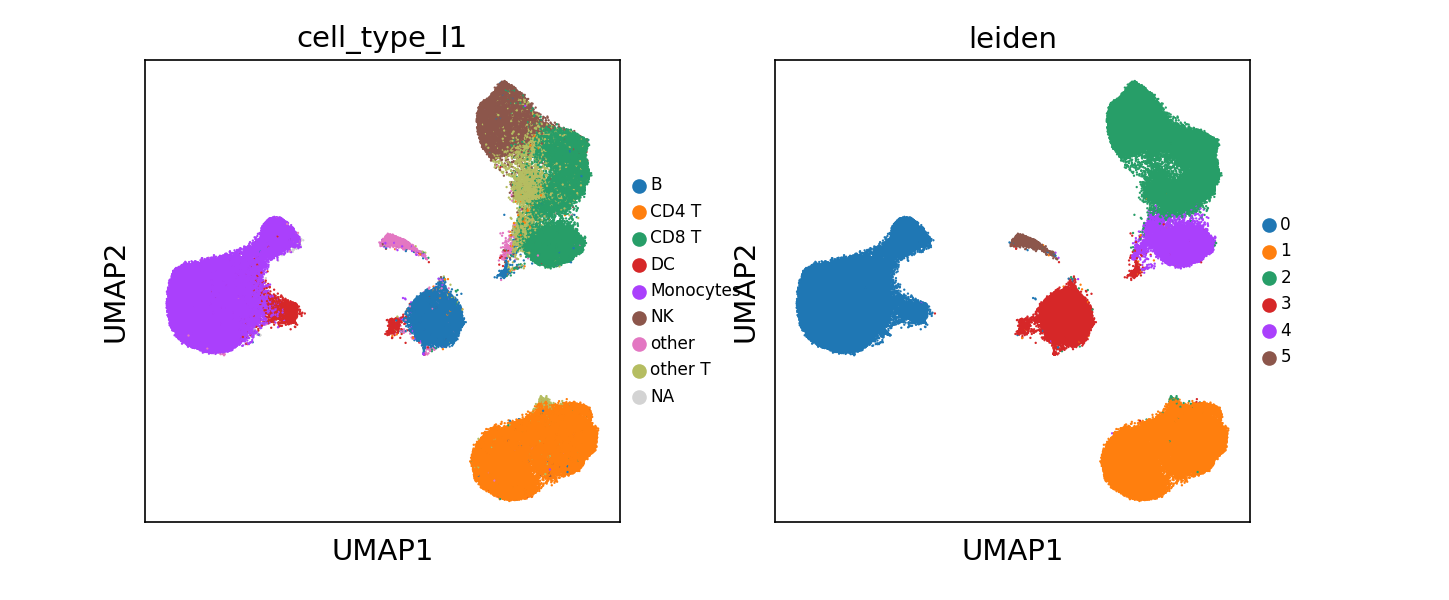 cell_type_l1
UMAP2
UMAP1
B
CD4 T
CD8 T
DC
Monocytes
NK
other
other T
NA
leiden
UMAP2
UMAP1
0
1
2
3
4
5